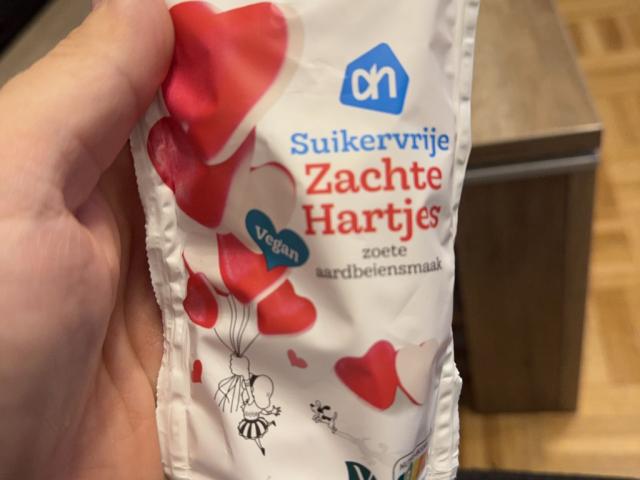 ah
Suikervrije
Zachte
Hartjes
Vegan
zoete
aardbeiensmaak